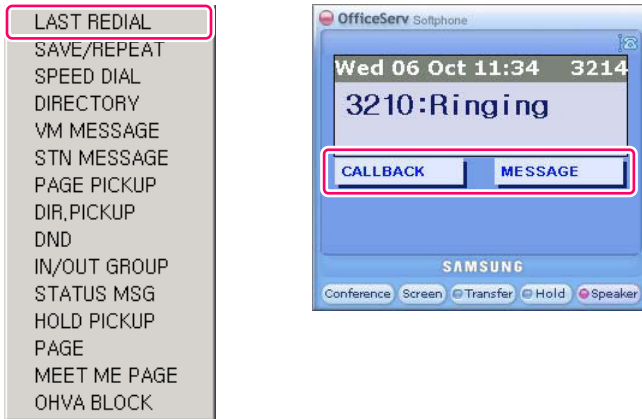 LAST REDIAL
SAVE/REPEAT
SPEED DIAL
DIRECTORY
VM MESSAGE
STN MESSAGE
PAGE PICKUP
DIR,PICKUP
DND
IN/OUT GROUP
STATUS MSG
HOLD PICKUP
PAGE
MEET ME PAGE
OHVA BLOCK
OfficeServ Softphone
Wed 06 Oct 11:34 3214
3210:Ringing
CALLBACK MESSAGE
SAMSUNG
Conference Screen Transfer Hold Speaker